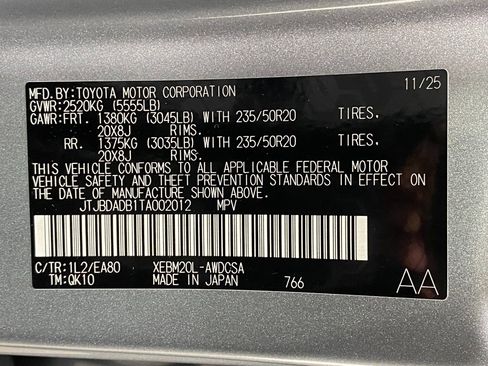 MFD.BY:TOYOTA MOTOR CORPORATION 11/25
GVWR:2520KG (5555LB)
GAWR:FRT. 1380KG (3045LB) WITH 235/50R20 TIRES,
20X8J RIMS.
RR. 1375KG (3035LB) WITH 235/50R20 TIRES,
20X8J RIMS.
THIS VEHICLE CONFORMS TO ALL APPLICABLE FEDERAL MOTOR
VEHICLE SAFETY AND THEFT PREVENTION STANDARDS IN EFFECT ON
THE DATE OF MANUFACTURE SHOWN ABOVE.
JTJBDADB1TA002012 MPV
C/TR:1L2/EA80 XEBM20L-AWDCSA
TM:QK10 MADE IN JAPAN 766 AA